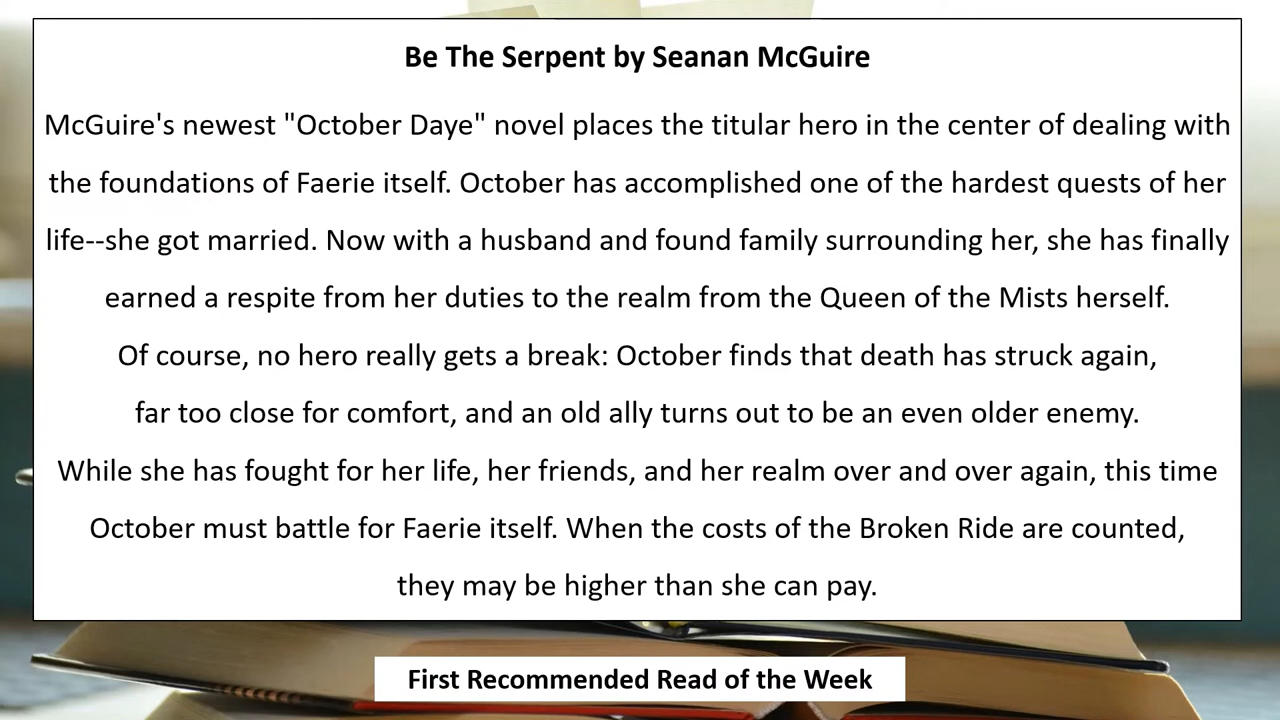 Be The Serpent by Seanan McGuire
McGuire's newest "October Daye" novel places the titular hero in the center of dealing with
the foundations of Faerie itself. October has accomplished one of the hardest quests of her
life--she got married. Now with a husband and found family surrounding her, she has finally
earned a respite from her duties to the realm from the Queen of the Mists herself.
Of course, no hero really gets a break: October finds that death has struck again,
far too close for comfort, and an old ally turns out to be an even older enemy.
While she has fought for her life, her friends, and her realm over and over again, this time
October must battle for Faerie itself. When the costs of the Broken Ride are counted,
they may be higher than she can pay.
First Recommended Read of the Week